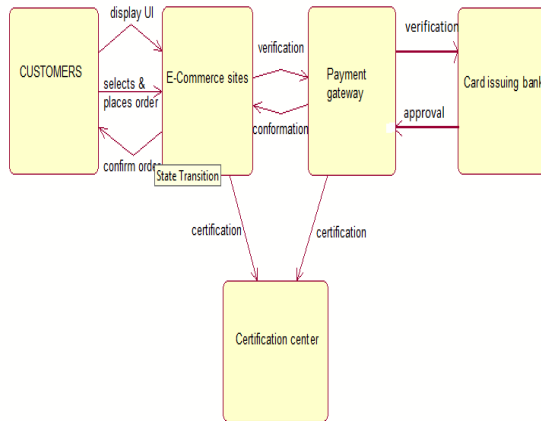 display UI
CUSTOMERS
selects &
places order
confirm order
E-Commerce sites
State Transition
verification
conformation
Payment
gateway
verification
approval
Card issuing bank
certification
certification
Certification center